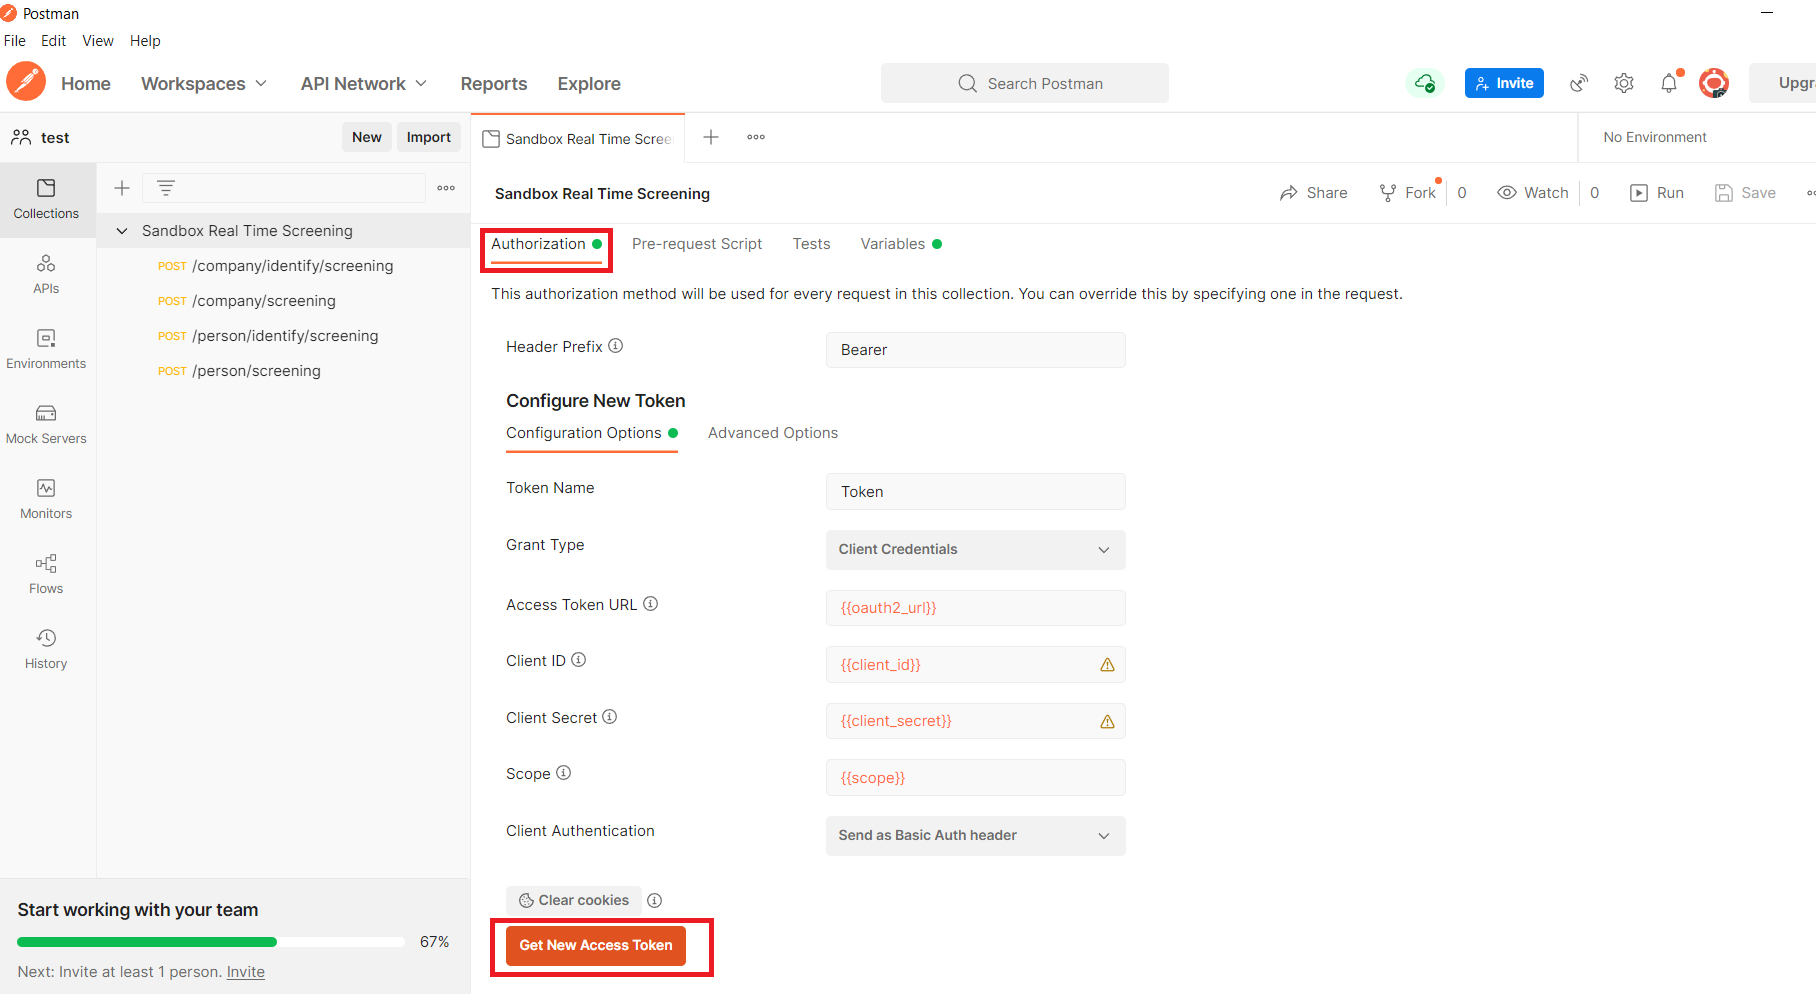 Postman
File Edit View Help
Home Workspaces API Network Reports Explore Search Postman Invite
test New Import Sandbox Real Time No Environment
Collections
APIs
Environments
Mock Servers
Monitors
Flows
History
Sandbox Real Time Screening
POST /company/identify/screening
POST /company/screening
POST /person/identify/screening
POST /person/screening
Start working with your team
67%
Next: Invite at least 1 person. Invite
Sandbox Real Time Screening Share Fork 0 Watch 0 Run Save
Authorization Pre-request Script Tests Variables
This authorization method will be used for every request in this collection. You can override this by specifying one in the request.
Header Prefix Bearer
Configure New Token
Configuration Options Advanced Options
Token Name Token
Grant Type Client Credentials
Access Token URL {{oauth2_url}}
Client ID {{client_id}}
Client Secret {{client_secret}}
Scope {{scope}}
Client Authentication Send as Basic Auth header
Clear cookies
Get New Access Token